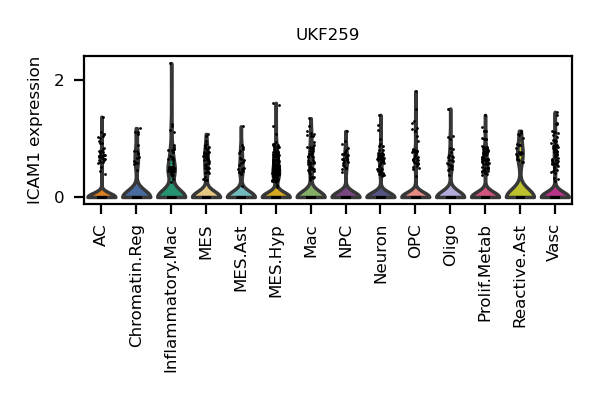 UKF259
ICAM1 expression
2
0
AC
Chromatin.Reg
Inflammatory.Mac
MES
MES.Ast
MES.Hyp
Mac
NPC
Neuron
OPC
Oligo
Prolif.Metab
Reactive.Ast
Vasc